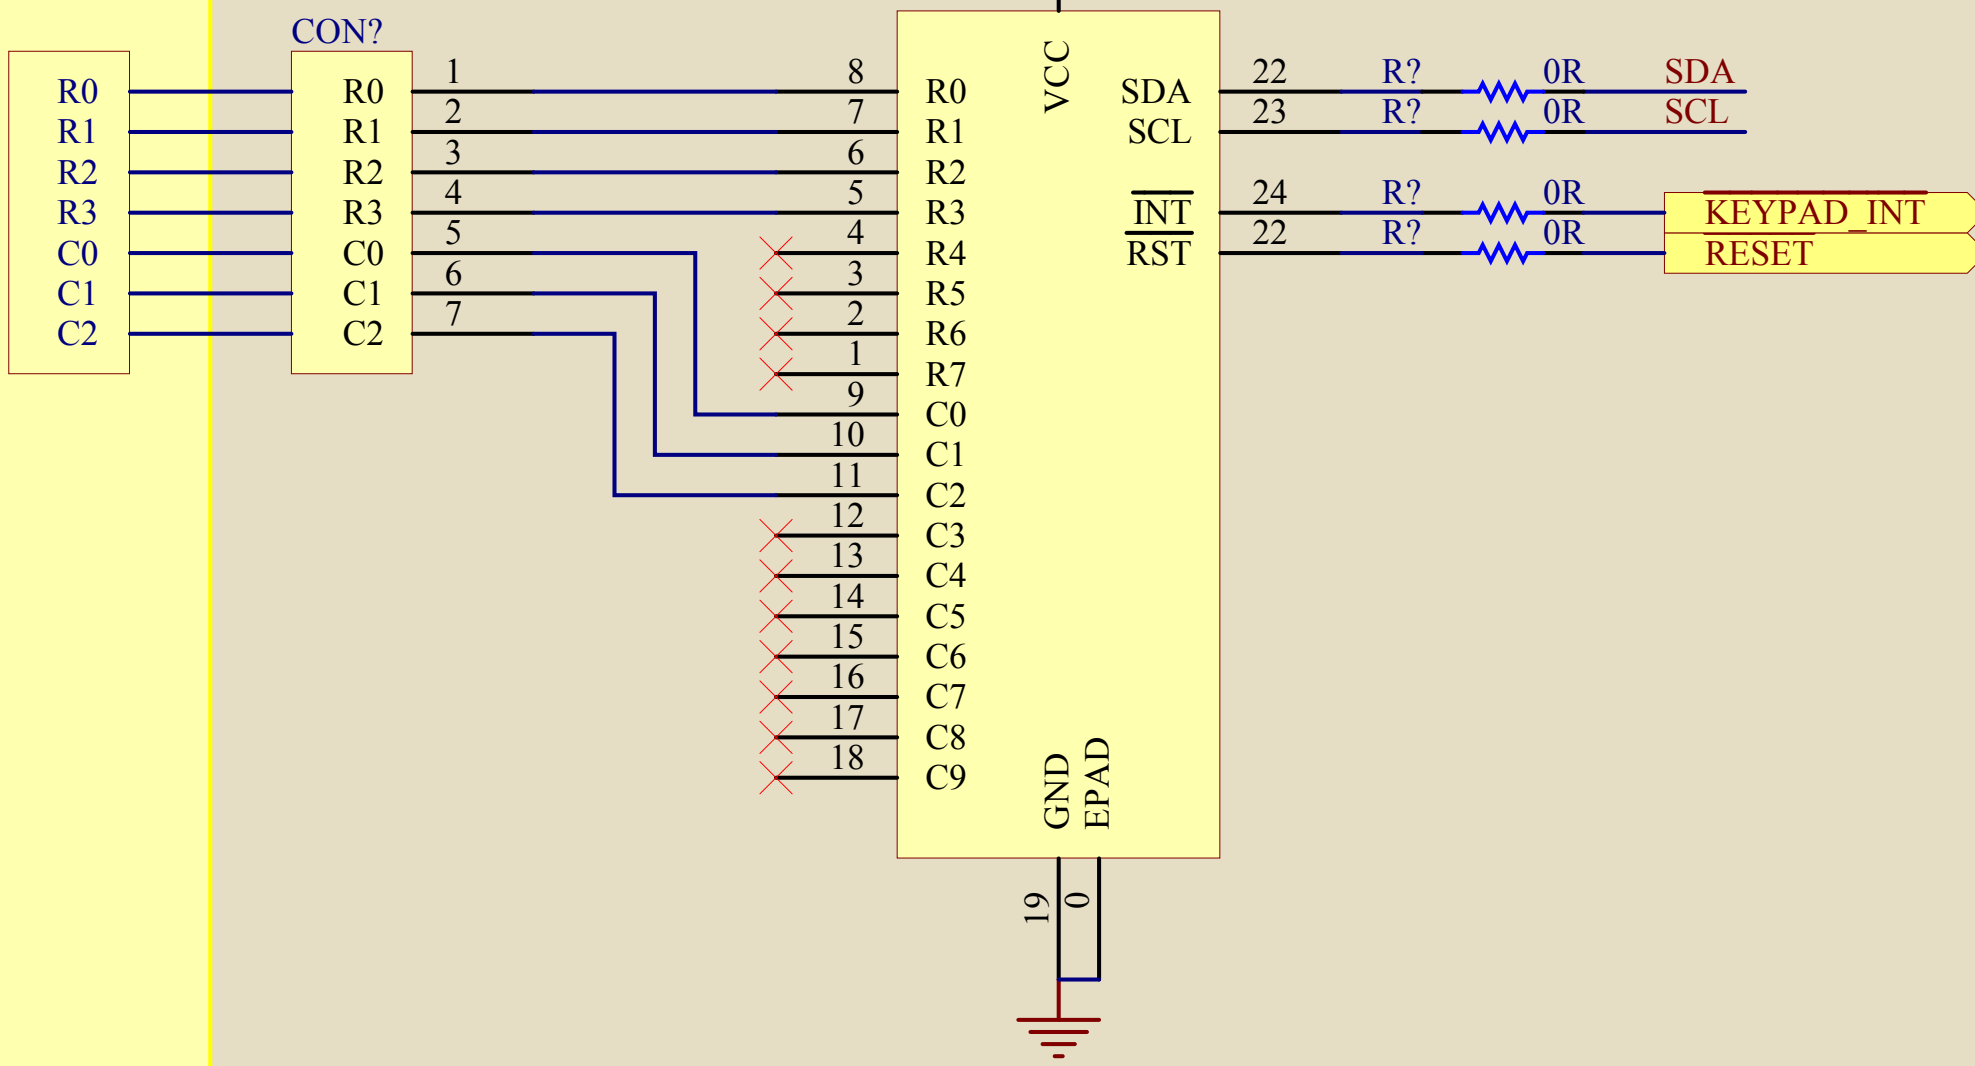 CON?
R0
R1
R2
R3
C0
C1
C2
R0 1
R1 2
R2 3
R3 4
C0 5
C1 6
C2 7
VCC
8 R0
7 R1
6 R2
5 R3
4 R4
3 R5
2 R6
1 R7
9 C0
10 C1
11 C2
12 C3
13 C4
14 C5
15 C6
16 C7
17 C8
18 C9
SDA 22 R? 0R SDA
SCL 23 R? 0R SCL
INT 24 R? 0R KEYPAD_INT
RST 22 R? 0R RESET
GND
EPAD
19
0